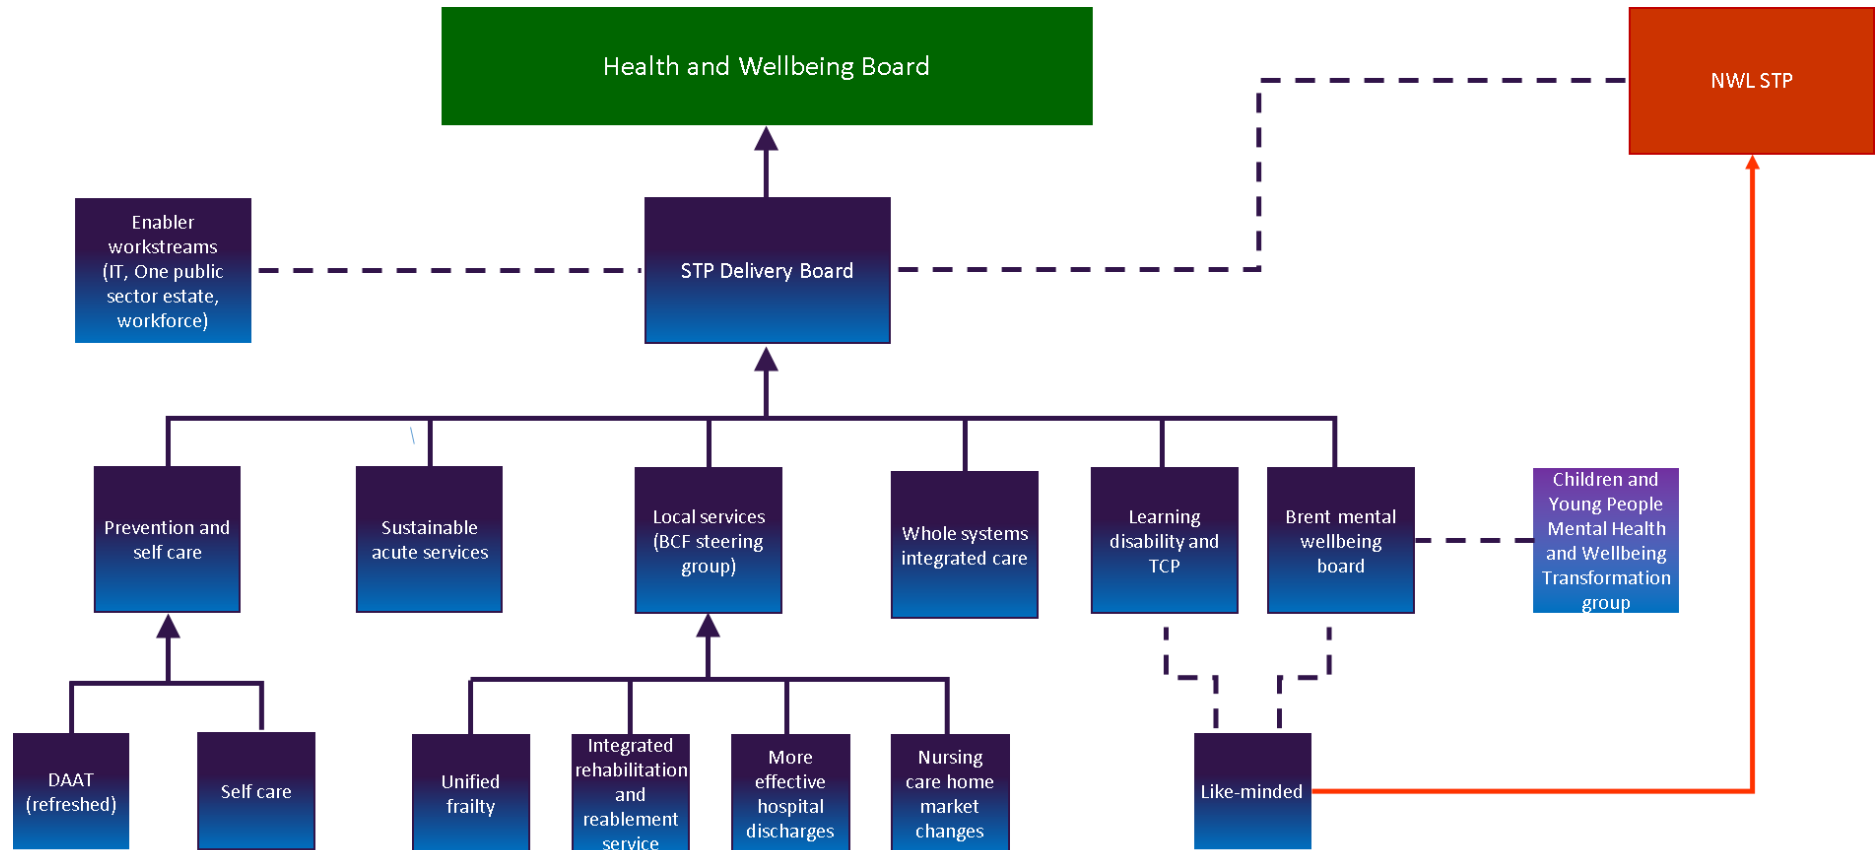 Health and Wellbeing Board
NWL STP
Enabler
workstreams
(IT, One public
sector estate,
workforce)
STP Delivery Board
Prevention and
self care
Sustainable
acute services
Local services
(BCF steering
group)
Whole systems
integrated care
Learning
disability and
TCP
Brent mental
wellbeing
board
Children and
Young People
Mental Health
and Wellbeing
Transformation
group
DAAT
(refreshed)
Self care
Unified
frailty
Integrated
rehabilitation
and
reablement
service
More
effective
hospital
discharges
Nursing
care home
market
changes
Like-minded